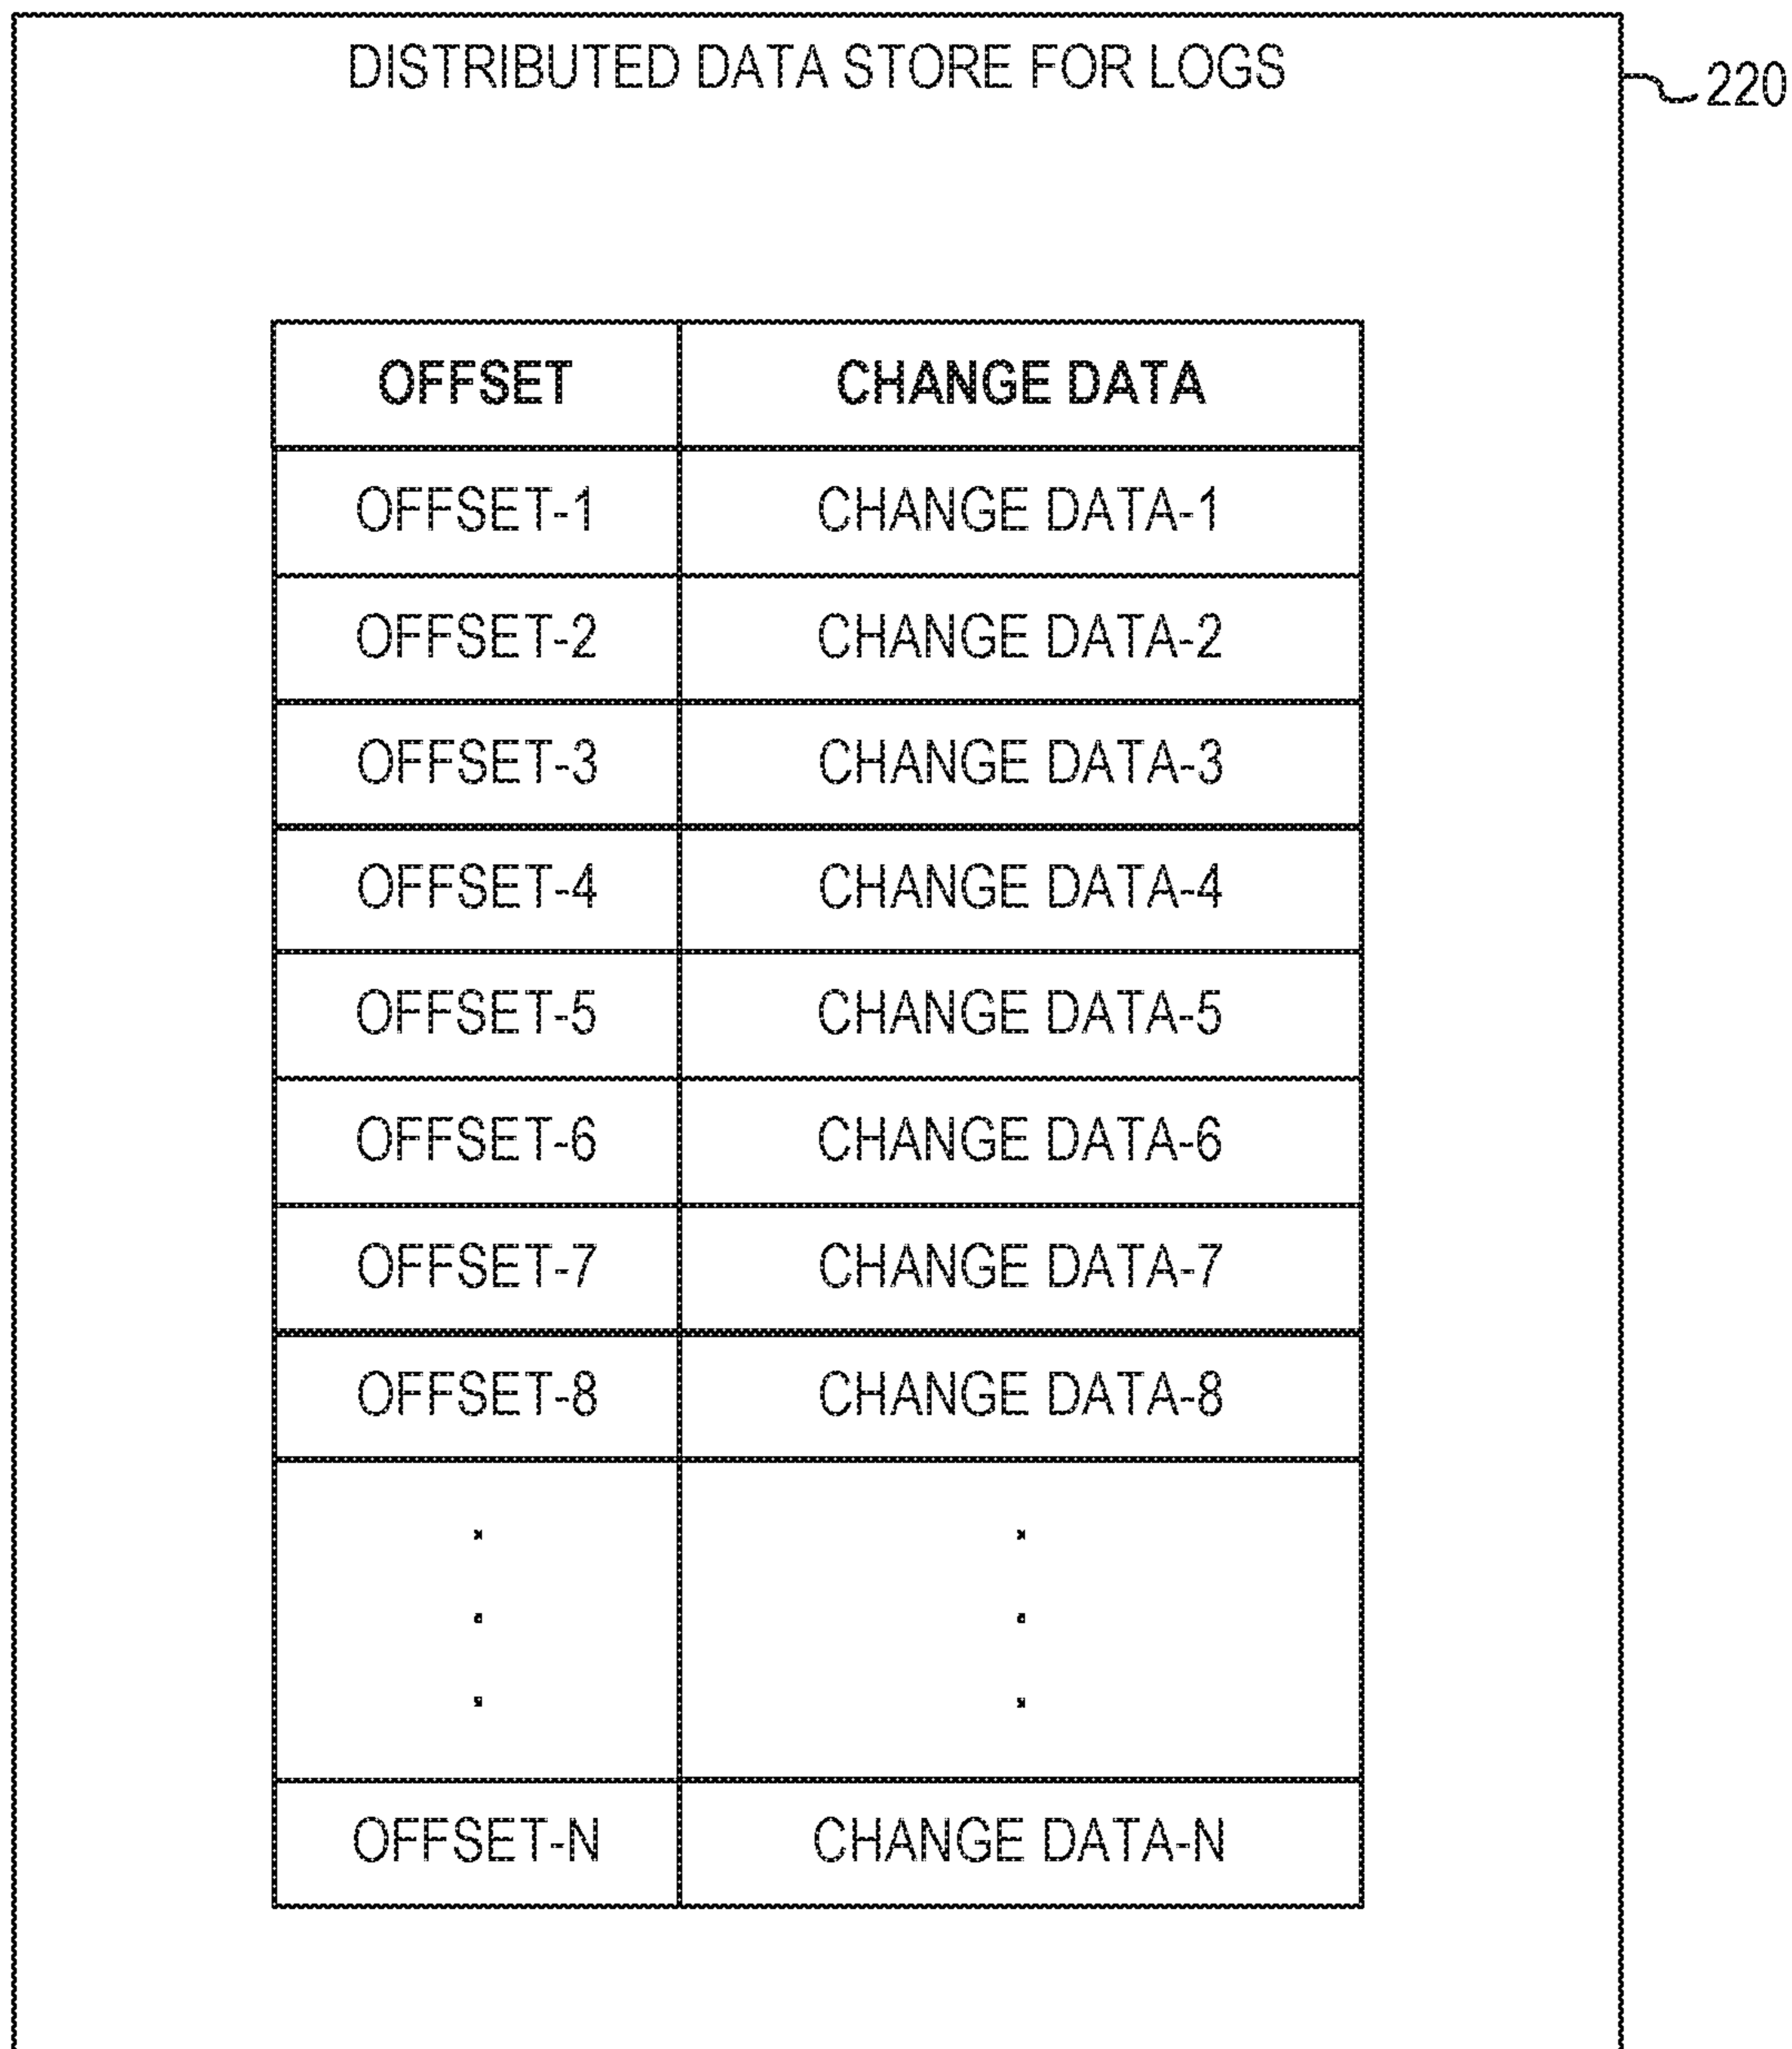 DISTRIBUTED DATA STORE FOR LOGS
220
OFFSET CHANGE DATA
OFFSET-1 CHANGE DATA-1
OFFSET-2 CHANGE DATA-2
OFFSET-3 CHANGE DATA-3
OFFSET-4 CHANGE DATA-4
OFFSET-5 CHANGE DATA-5
OFFSET-6 CHANGE DATA-6
OFFSET-7 CHANGE DATA-7
OFFSET-8 CHANGE DATA-8
. .
. .
. .
OFFSET-N CHANGE DATA-N